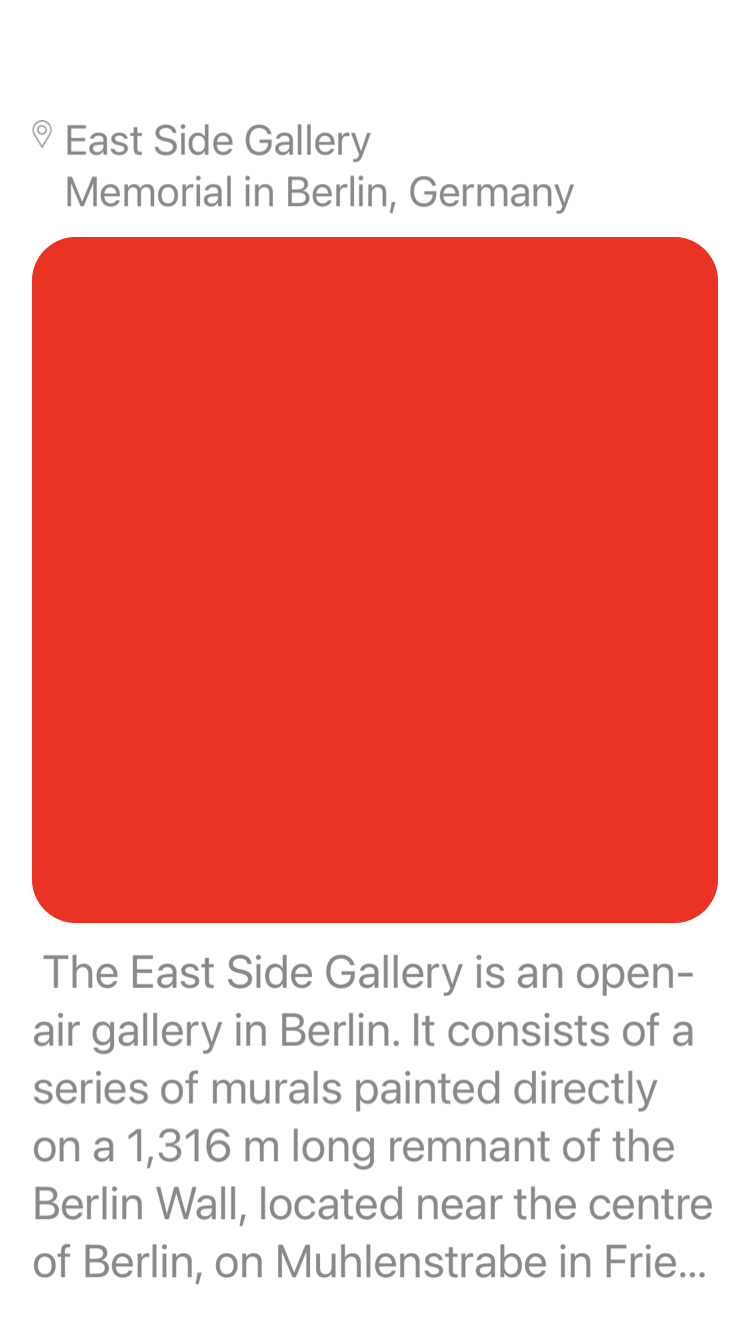 East Side Gallery
Memorial in Berlin, Germany
The East Side Gallery is an open-
air gallery in Berlin. It consists of a
series of murals painted directly
on a 1,316 m long remnant of the
Berlin Wall, located near the centre
of Berlin, on Muhlenstrabe in Frie...